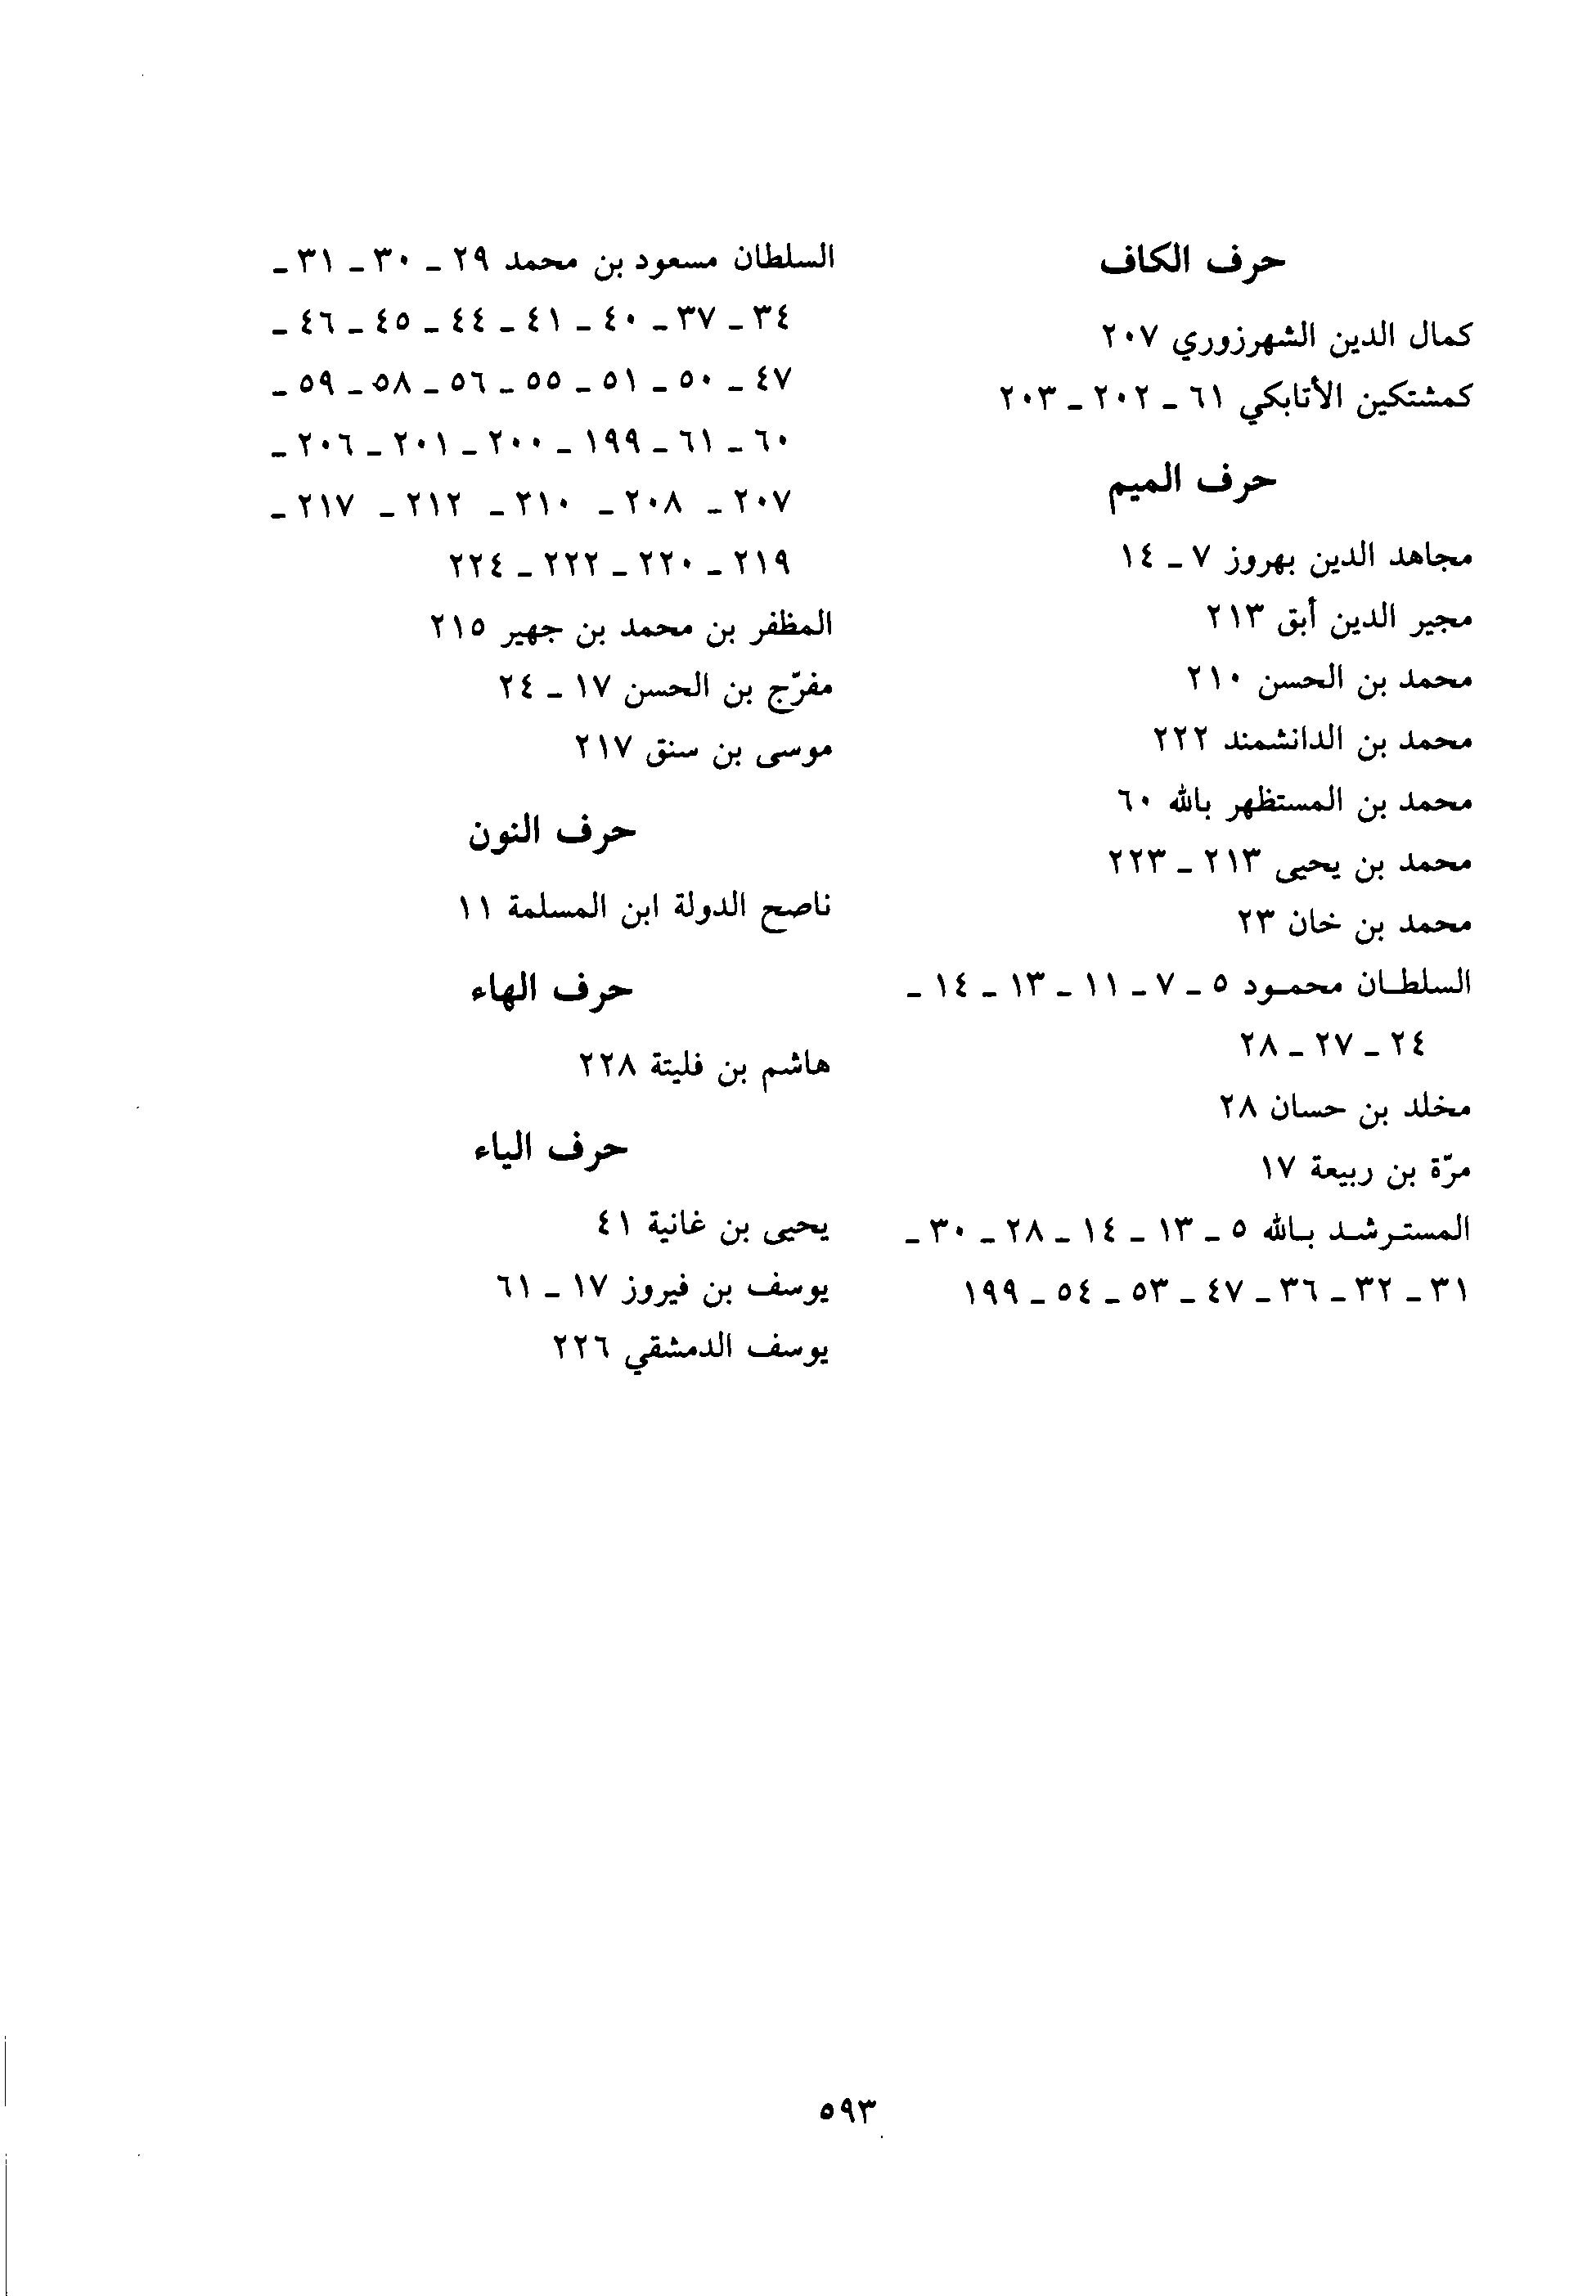 حرف الكاف
كمال الدين الشهرزوري ٢٠٧
كمشتكين الأتابكي ٦١ ـ ٢٠٢ ـ ٢٠٣
حرف الميم
مجاهد الدين بهروز ٧ ـ ١٤
مجير الدين أبق ٢١٣
محمد بن الحسن ٢١٠
محمد بن الدانشمند ٢٢٢
محمد بن المستظهر بالله ٦٠
محمد بن يحيى ٢١٣ ـ ٢٢٣
محمد بن خان ٢٣
السلطـان محمـود ٥ ـ ٧ ـ ١١ ـ ١٣ ـ ١٤ ـ
٢٤ ـ ٢٧ ـ ٢٨
مخلد بن حسان ٢٨
مرّة بن ربيعة ١٧
المستـرشـد بـالله ٥ ـ ١٣ ـ ١٤ ـ ٢٨ ـ ٣٠ ـ
٣١ ـ ٣٢ ـ ٣٦ ـ ٤٧ ـ ٥٣ ـ ٥٤ ـ ١٩٩
السلطان مسعود بن محمد ٢٩ ـ ٣٠ ـ ٣١ ـ
٣٤ ـ ٣٧ ـ ٤٠ ـ ٤١ ـ ٤٤ ـ ٤٥ ـ ٤٦ ـ
٤٧ ـ ٥٠ ـ ٥١ ـ ٥٥ ـ ٥٦ ـ ٥٨ ـ ٥٩ ـ
٦٠ ـ ٦١ ـ ١٩٩ ـ ٢٠٠ ـ ٢٠١ ـ ٢٠٦ ـ
٢٠٧ ـ ٢٠٨ ـ ٢١٠ ـ ٢١٢ ـ ٢١٧ ـ
٢١٩ ـ ٢٢٠ ـ ٢٢٢ ـ ٢٢٤
المظفر بن محمد بن جهير ٢١٥
مفرّج بن الحسن ١٧ ـ ٢٤
موسى بن سنق ٢١٧
حرف النون
ناصح الدولة ابن المسلمة ١١
حرف الهاء
هاشم بن فليتة ٢٢٨
حرف الياء
يحيى بن غانية ٤١
يوسف بن فيروز ١٧ ـ ٦١
يوسف الدمشقي ٢٢٦
٥٩٣